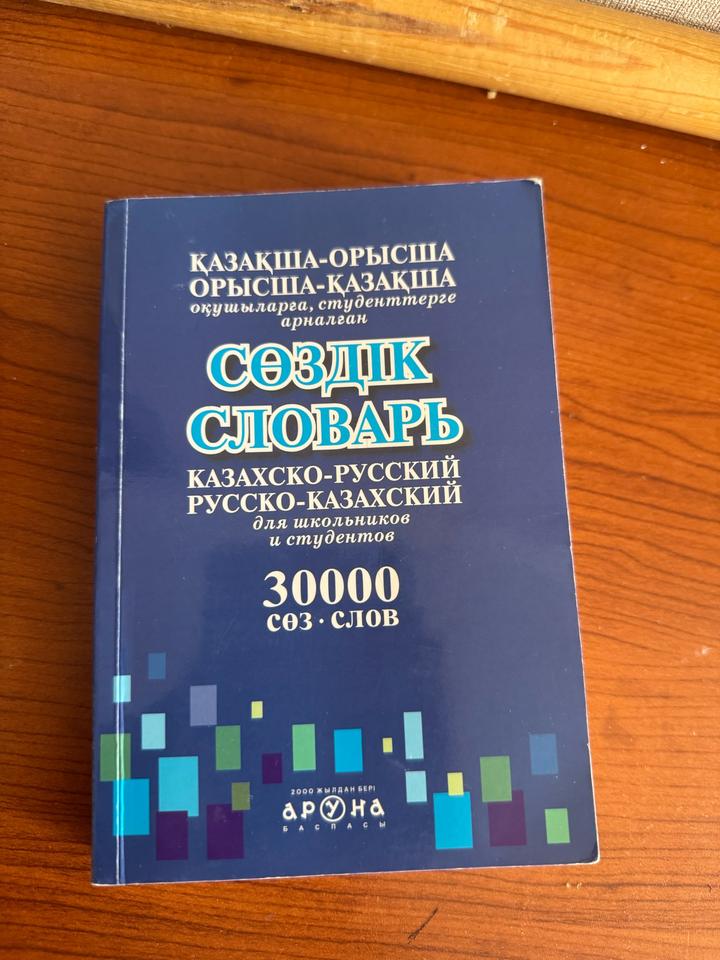 ҚАЗАҚША-ОРЫСША
ОРЫСША-ҚАЗАҚША
оқушыларға, студенттерге
арналған
СӨЗДІК
СЛОВАРЬ
КАЗАХСКО-РУССКИЙ
РУССКО-КАЗАХСКИЙ
для школьников
и студентов
30000
сөз · слов
2000 ЖЫЛДАН БЕРІ
аРУНа
БАСПАСЫ